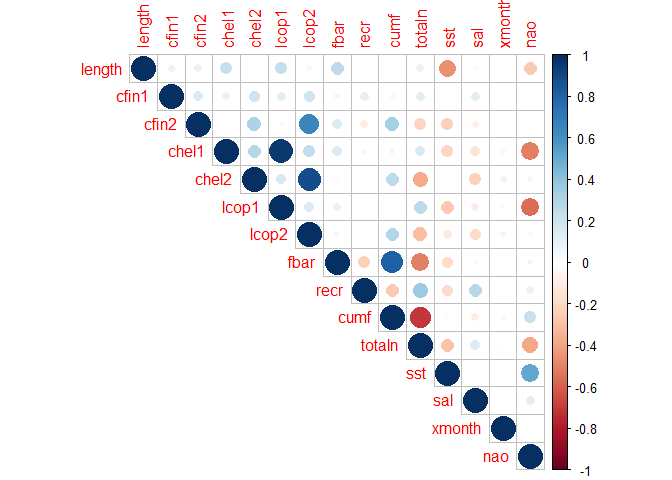 length cfin1 cfin2 chel1 chel2 lcop1 lcop2 fbar recr cumf totaln sst sal xmonth nao
length
cfin1
cfin2
chel1
chel2
lcop1
lcop2
fbar
recr
cumf
totaln
sst
sal
xmonth
nao
1
0.8
0.6
0.4
0.2
0
-0.2
-0.4
-0.6
-0.8
-1